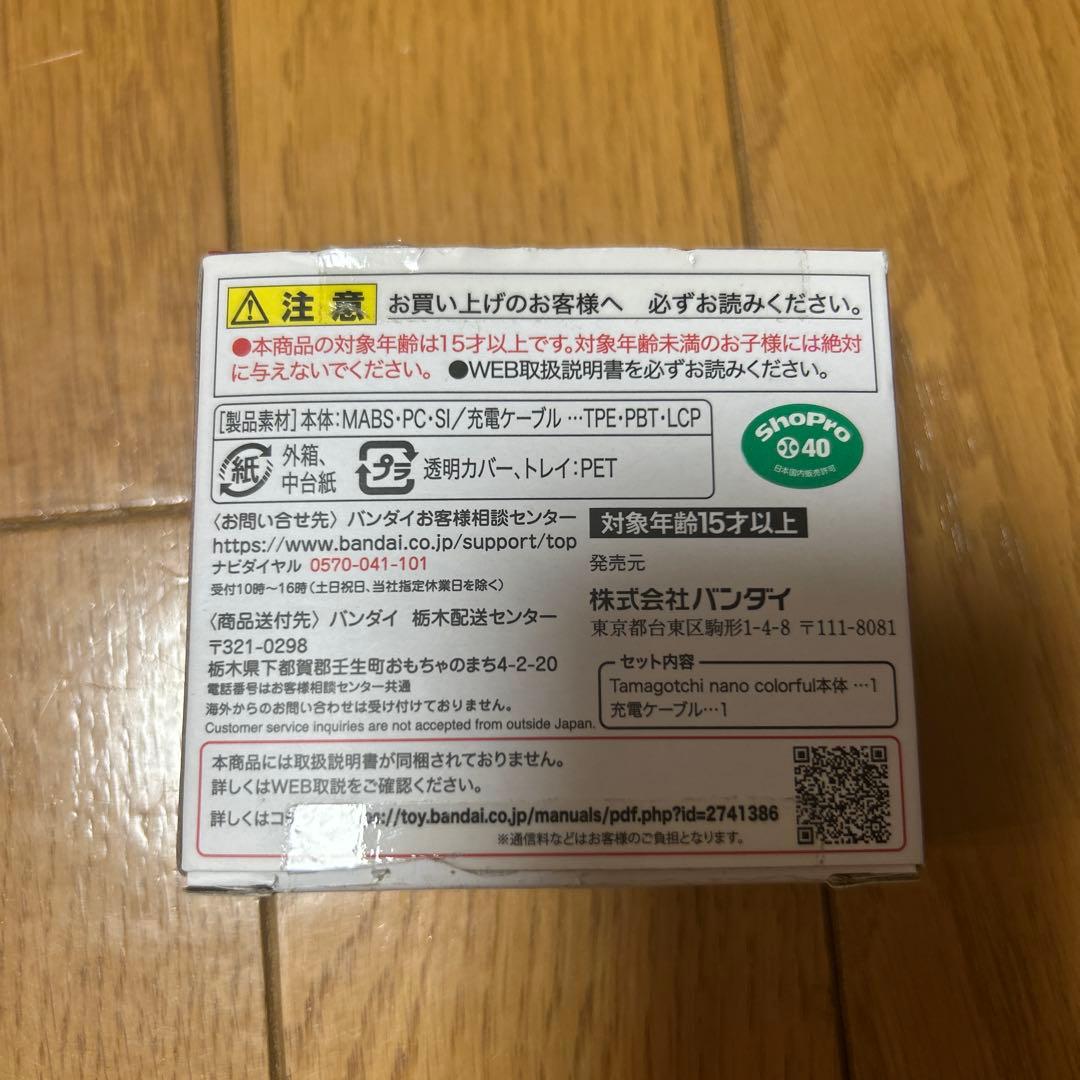 注意 お買い上げのお客様へ 必ずお読みください。
●本商品の対象年齢は15才以上です。対象年齢未満のお子様には絶対
に与えないでください。 ●WEB取扱説明書を必ずお読みください。
[製品素材]本体:MABS・PC・SI/充電ケーブル…TPE・PBT・LCP
紙 外箱、
中台紙
プラ 透明カバー、トレイ:PET
ShoPro
40
日本国内販売許可
〈お問い合せ先〉バンダイお客様相談センター
https://www.bandai.co.jp/support/top
ナビダイヤル 0570-041-101
受付10時〜16時(土日祝日、当社指定休業日を除く)
〈商品送付先〉バンダイ 栃木配送センター
〒321-0298
栃木県下都賀郡壬生町おもちゃのまち4-2-20
電話番号はお客様相談センター共通
海外からのお問い合わせは受け付けておりません。
Customer service inquiries are not accepted from outside Japan.
対象年齢15才以上
発売元
株式会社バンダイ
東京都台東区駒形1-4-8 〒111-8081
セット内容
Tamagotchi nano colorful本体…1
充電ケーブル…1
本商品には取扱説明書が同梱されておりません。
詳しくはWEB取説をご確認ください。
詳しくはコチ ://toy.bandai.co.jp/manuals/pdf.php?id=2741386
※通信料などはお客様のご負担となります。